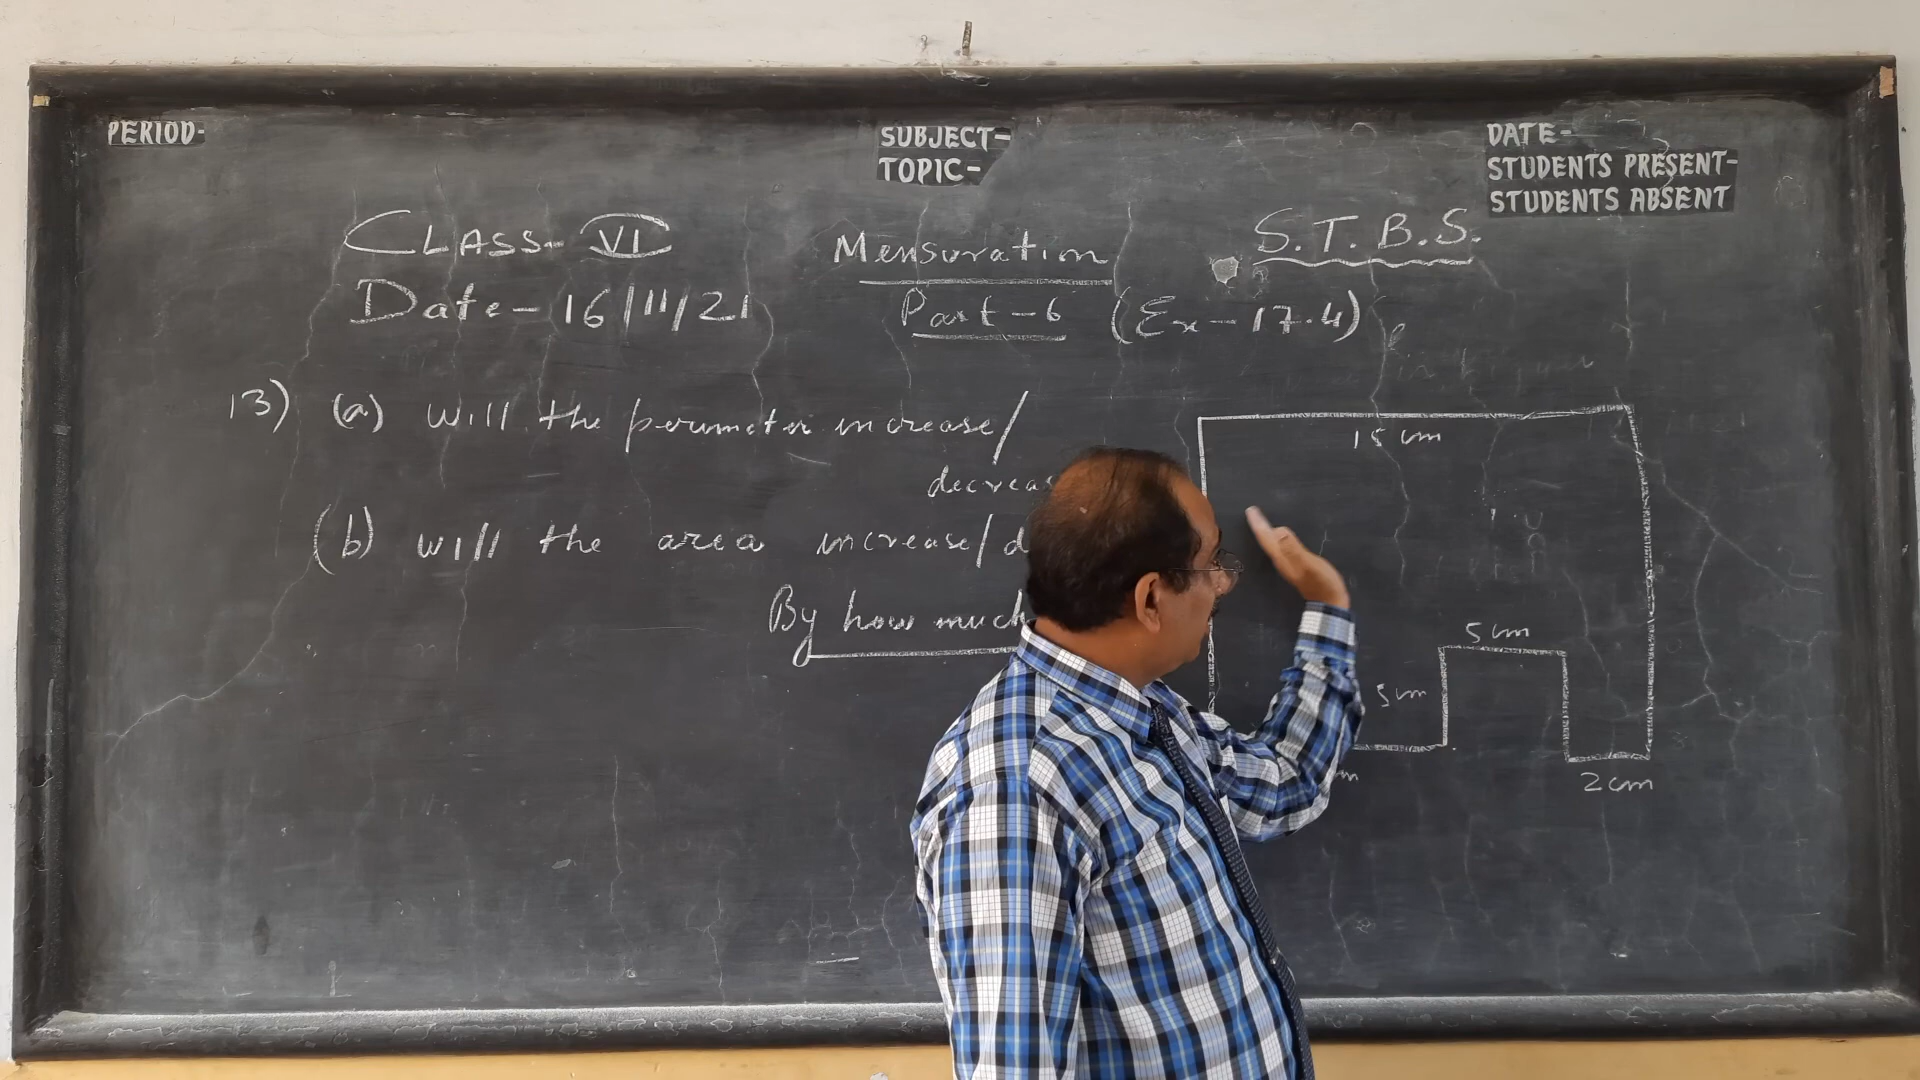 PERIOD-
SUBJECT-
TOPIC-
DATE-
STUDENTS PRESENT-
STUDENTS ABSENT
CLASS- VI
Date - 16/11/21
Mensuration
Part - 6 (Ex - 17.4)
S.T.B.S.
13) (a) Will the perimeter increase/
decreas
(b) Will the area increase/d
By how much
15 cm
5 cm
5 cm
m
2 cm